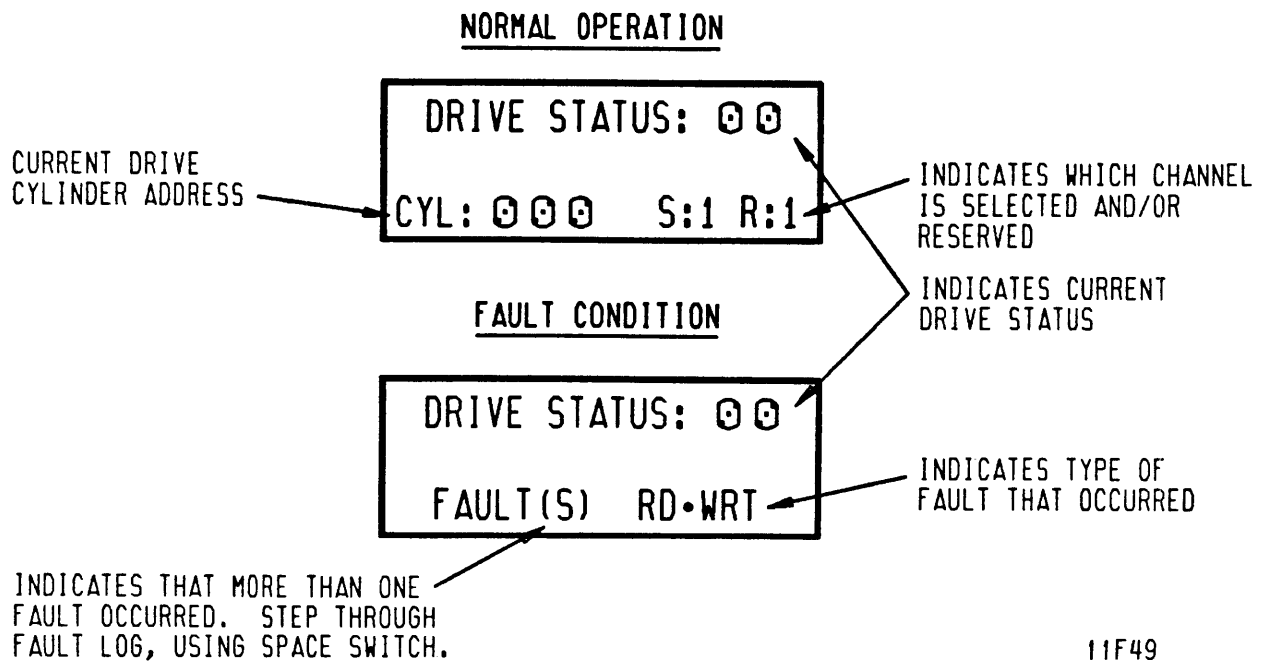 NORMAL OPERATION
DRIVE STATUS: 00
CYL: 000 S:1 R:1
CURRENT DRIVE
CYLINDER ADDRESS
INDICATES WHICH CHANNEL
IS SELECTED AND/OR
RESERVED
INDICATES CURRENT
DRIVE STATUS
FAULT CONDITION
DRIVE STATUS: 00
FAULT(S) RD•WRT
INDICATES TYPE OF
FAULT THAT OCCURRED
INDICATES THAT MORE THAN ONE
FAULT OCCURRED. STEP THROUGH
FAULT LOG, USING SPACE SWITCH.
11F49